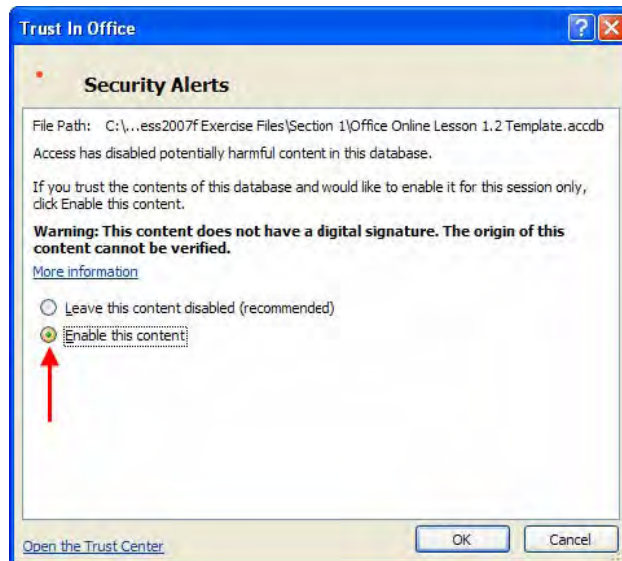 Trust In Office
Security Alerts
File Path: C:\...ess2007f Exercise Files\Section 1\Office Online Lesson 1.2 Template.accdb
Access has disabled potentially harmful content in this database.
If you trust the contents of this database and would like to enable it for this session only,
click Enable this content.
Warning: This content does not have a digital signature. The origin of this
content cannot be verified.
More information
Leave this content disabled (recommended)
Enable this content
Open the Trust Center
OK
Cancel